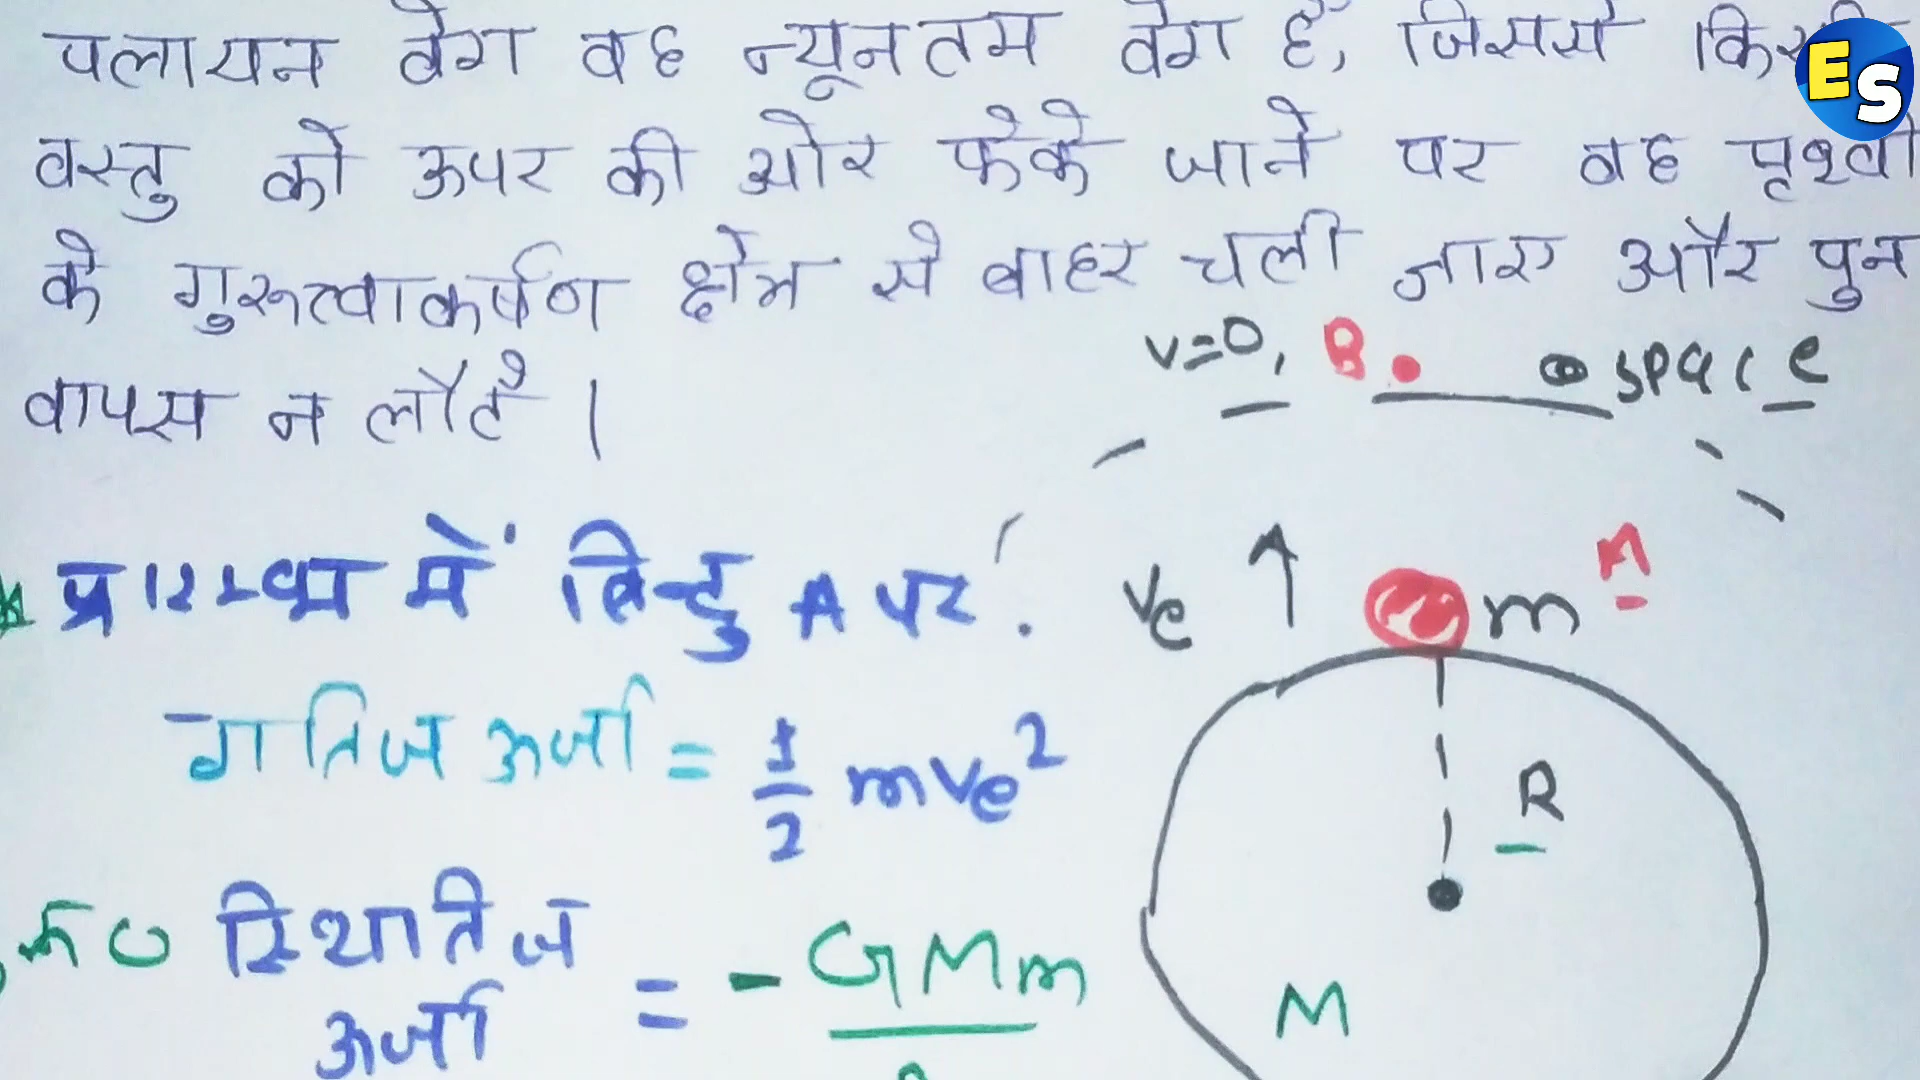 पलायन वेग वह न्यूनतम वेग है, जिससे
वस्तु को ऊपर की ओर फेंके जाने पर वह पृथ्वी
के गुरुत्वाकर्षण क्षेत्र से बाहर चली जाए और पुन
वापस न लौटे ।
v=0, B. space
प्रारम्भ में बिन्दु A पर :
Ve m A
गतिज ऊर्जा = 1/2 mve²
R
गु० स्थितिज
ऊर्जा = - GMm
M
ES